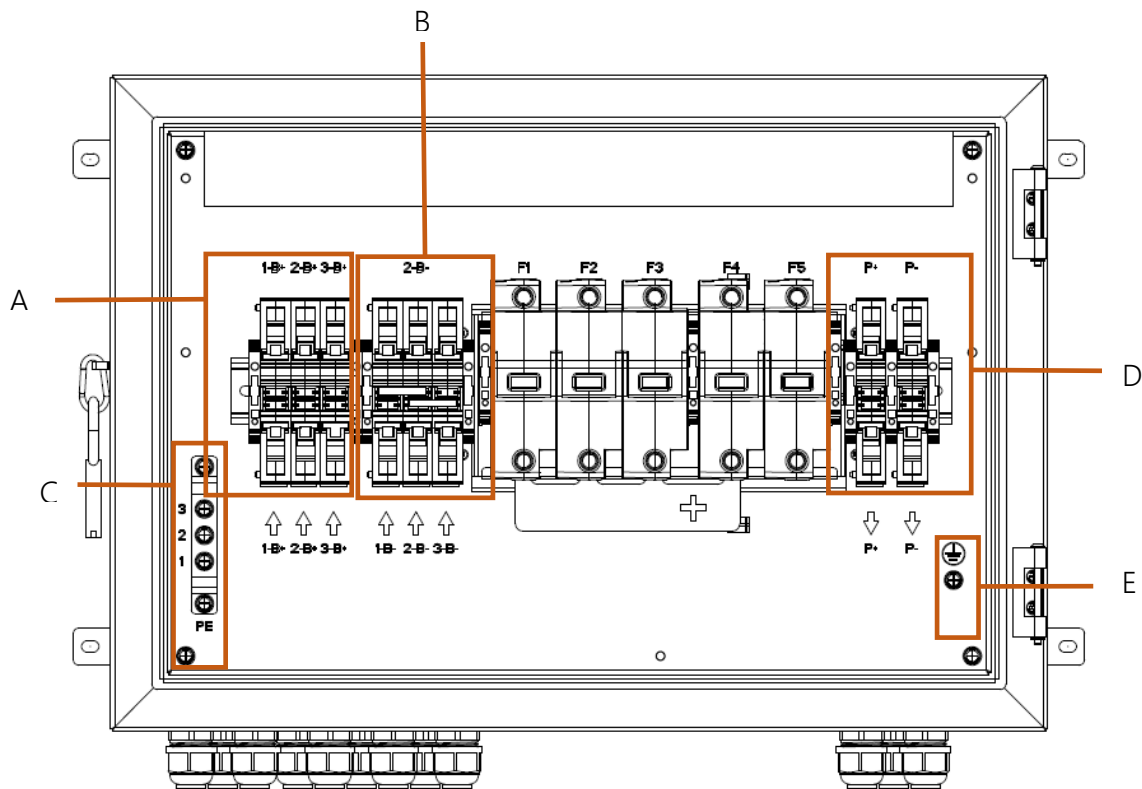 B
1-B+ 2-B+ 3-B+ 2-B- F1 F2 F3 F4 F5 P+ P-
A
D
C
3
2
1
PE
1-B+ 2-B+ 3-B+ 1-B- 2-B- 3-B- P+ P-
E